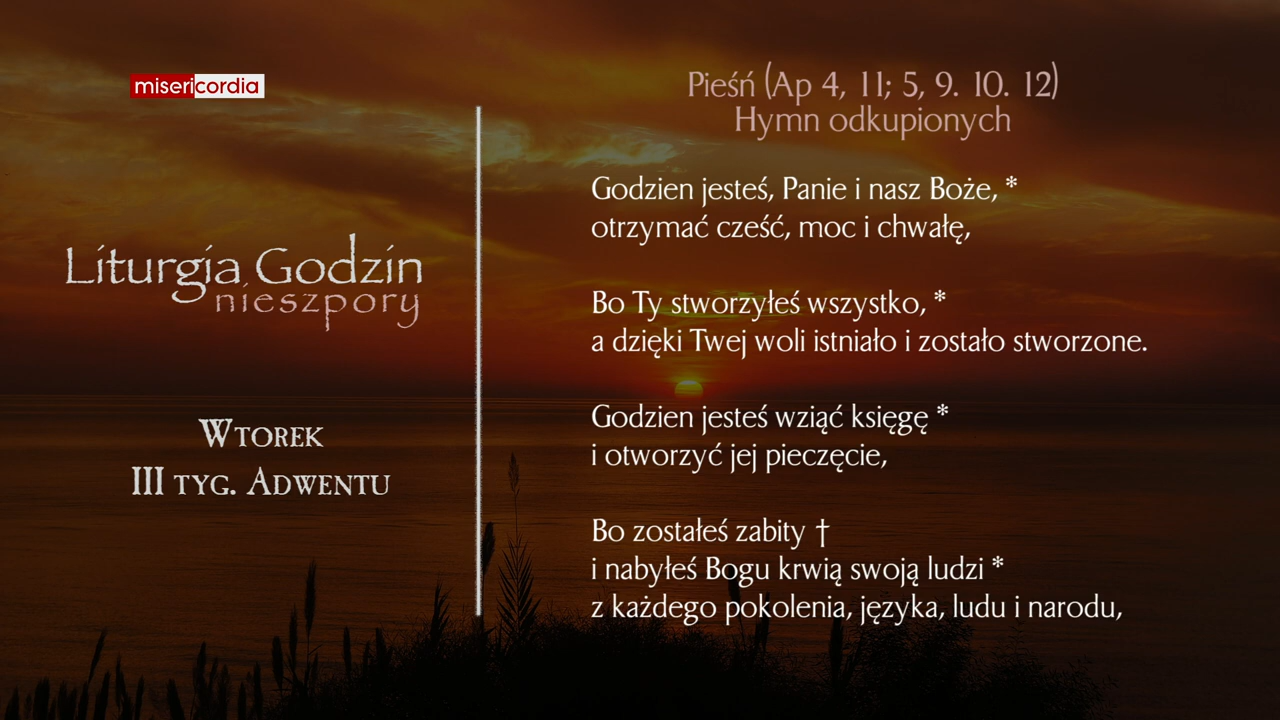 misericordia
Liturgia Godzin
nieszpory
Wtorek
III tyg. Adwentu
Pieśń (Ap 4, 11; 5, 9. 10. 12)
Hymn odkupionych
Godzien jesteś, Panie i nasz Boże, *
otrzymać cześć, moc i chwałę,
Bo Ty stworzyłeś wszystko, *
a dzięki Twej woli istniało i zostało stworzone.
Godzien jesteś wziąć księgę *
i otworzyć jej pieczęcie,
Bo zostałeś zabity †
i nabyłeś Bogu krwią swoją ludzi *
z każdego pokolenia, języka, ludu i narodu,